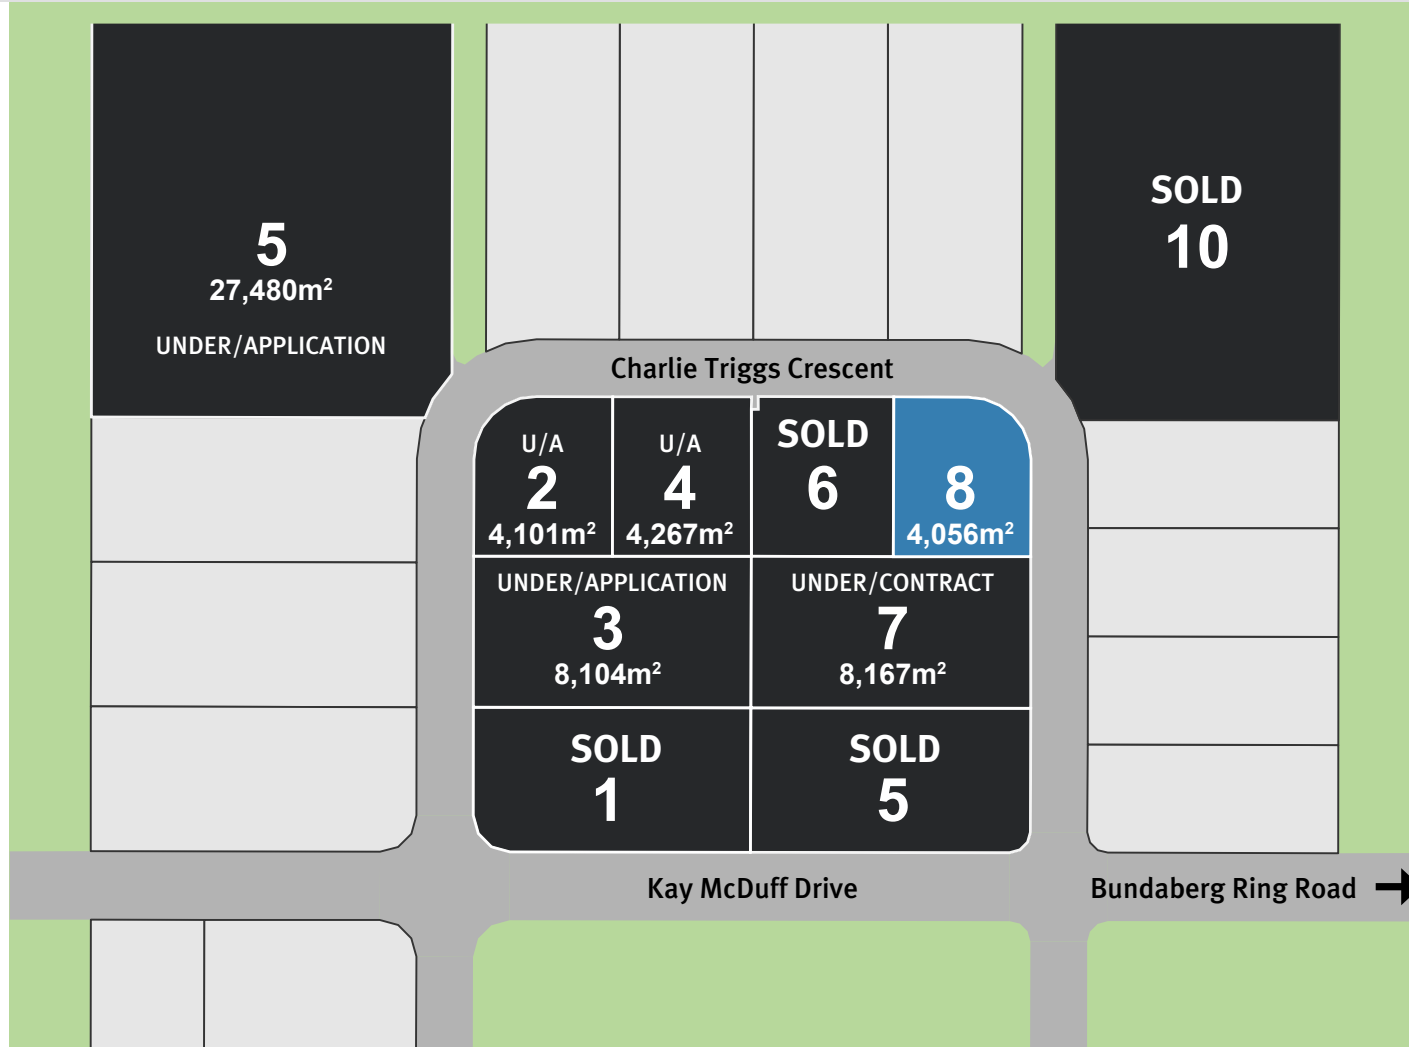 5
27,480m²
UNDER/APPLICATION
SOLD
10
Charlie Triggs Crescent
U/A
2
4,101m²
U/A
4
4,267m²
SOLD
6
8
4,056m²
UNDER/APPLICATION
3
8,104m²
UNDER/CONTRACT
7
8,167m²
SOLD
1
SOLD
5
Kay McDuff Drive
Bundaberg Ring Road